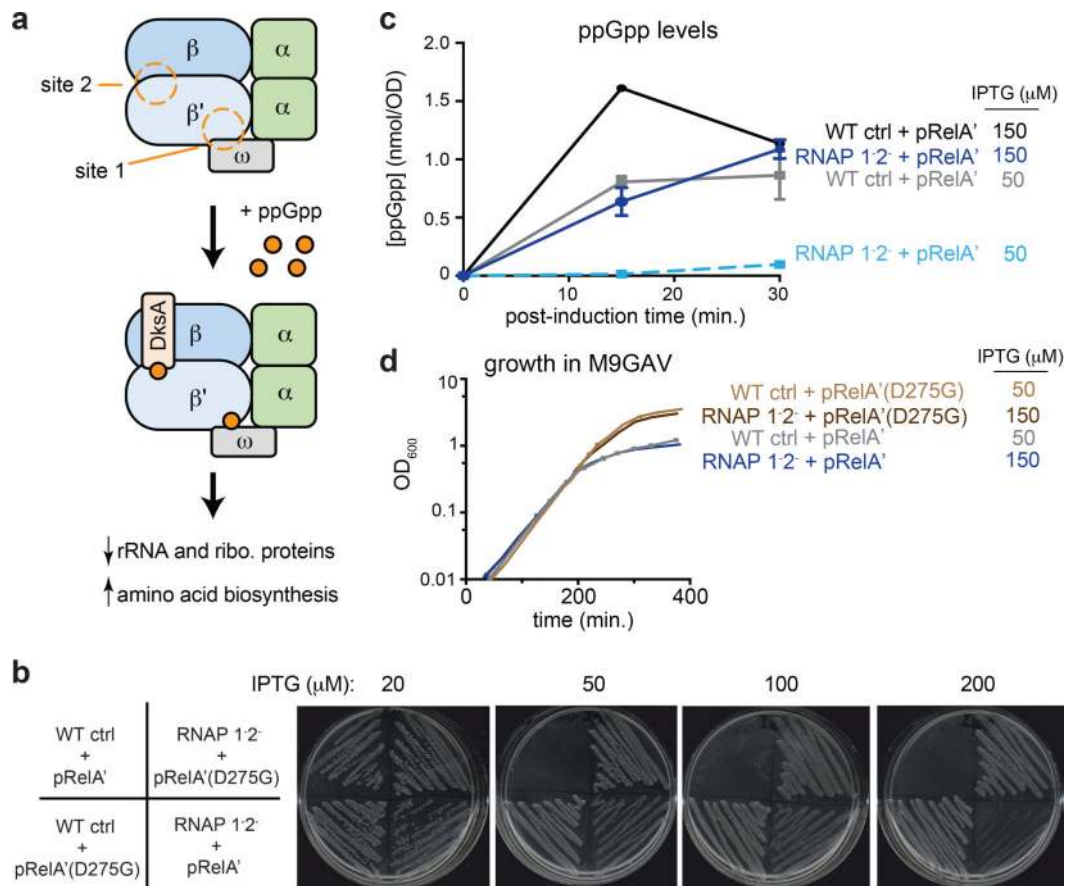 a
β
α
site 2
β'
α
site 1
ω
+ ppGpp
DksA
β
α
β'
α
ω
↓rRNA and ribo. proteins
↑amino acid biosynthesis
c
ppGpp levels
[ppGpp] (nmol/OD)
2.0
1.5
1.0
0.5
0
0
10
20
30
post-induction time (min.)
IPTG (μM)
WT ctrl + pRelA' 150
RNAP 1⁻2⁻ + pRelA' 150
WT ctrl + pRelA' 50
RNAP 1⁻2⁻ + pRelA' 50
d
growth in M9GAV
OD₆₀₀
10
1
0.1
0.01
0
200
400
time (min.)
IPTG (μM)
WT ctrl + pRelA'(D275G) 50
RNAP 1⁻2⁻ + pRelA'(D275G) 150
WT ctrl + pRelA' 50
RNAP 1⁻2⁻ + pRelA' 150
b
IPTG (μM): 20 50 100 200
WT ctrl
+
pRelA'
RNAP 1⁻2⁻
+
pRelA'(D275G)
WT ctrl
+
pRelA'(D275G)
RNAP 1⁻2⁻
+
pRelA'